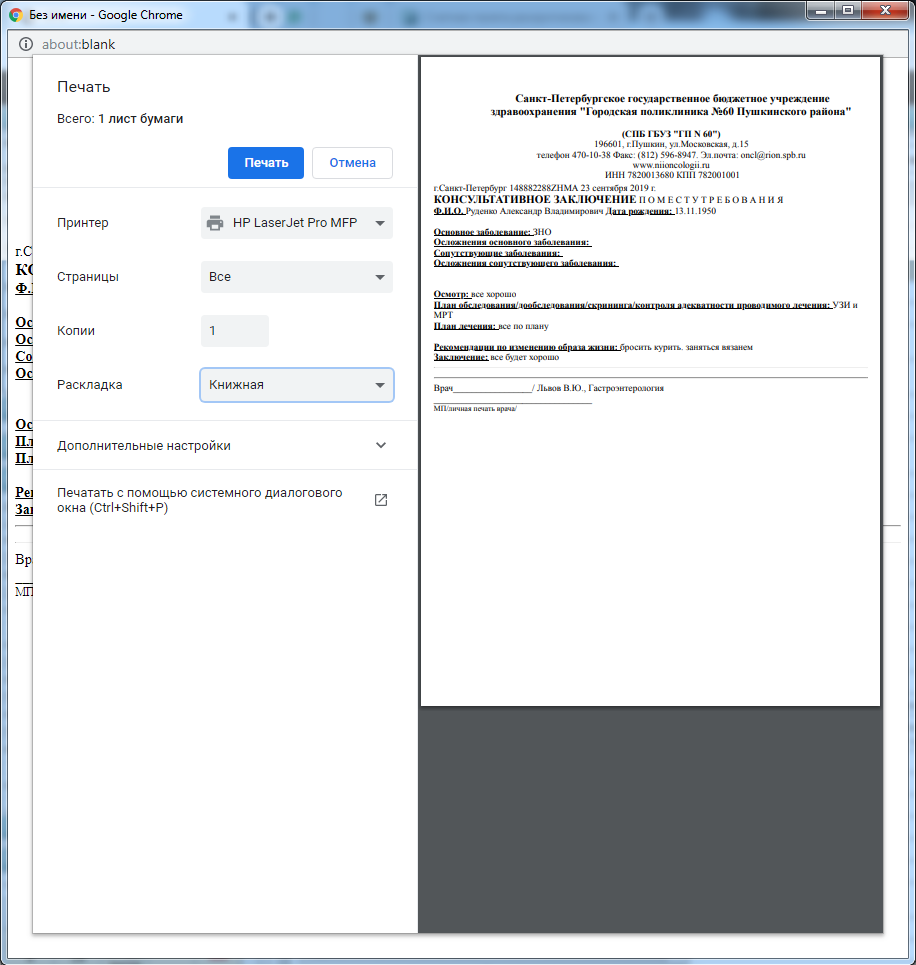 Без имени - Google Chrome
about:blank
Печать
Всего: 1 лист бумаги
Печать
Отмена
Принтер
HP LaserJet Pro MFP
Страницы
Все
Копии
1
Раскладка
Книжная
Дополнительные настройки
Печатать с помощью системного диалогового
окна (Ctrl+Shift+P)
Санкт-Петербургское государственное бюджетное учреждение
здравоохранения "Городская поликлиника №60 Пушкинского района"
(СПБ ГБУЗ "ГП N 60")
196601, г.Пушкин, ул.Московская, д.15
телефон 470-10-38 Факс: (812) 596-8947. Эл.почта: oncl@rion.spb.ru
www.niioncologii.ru
ИНН 7820013680 КПП 782001001
г.Санкт-Петербург 148882288ZHMA 23 сентября 2019 г.
КОНСУЛЬТАТИВНОЕ ЗАКЛЮЧЕНИЕ П О М Е С Т У Т Р Е Б О В А Н И Я
Ф.И.О. Руденко Александр Владимирович Дата рождения: 13.11.1950
Основное заболевание: ЗНО
Осложнения основного заболевания:
Сопутствующие заболевания:
Осложнения сопутствующего заболевания:
Осмотр: все хорошо
План обследования/дообследования/скрининга/контроля адекватности проводимого лечения: УЗИ и
МРТ
План лечения: все по плану
Рекомендации по изменению образа жизни: бросить курить. заняться вязанем
Заключение: все будет хорошо
Врач_________________/ Львов В.Ю., Гастроэнтерология
МП/личная печать врача/
г.С
КО
Ф.
Ос
Ос
Со
Ос
Ос
Пл
Пл
Рек
Зак
Вра
МП